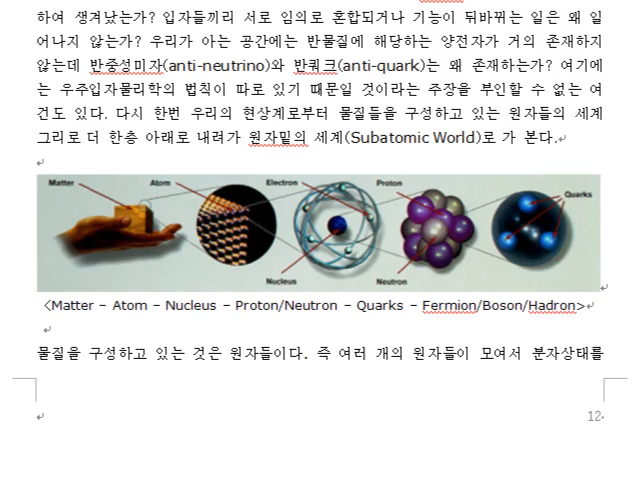 하여 생겨났는가? 입자들끼리 서로 임의로 혼합되거나 기능이 뒤바뀌는 일은 왜 일
어나지 않는가? 우리가 아는 공간에는 반물질에 해당하는 양전자가 거의 존재하지
않는데 반중성미자(anti-neutrino)와 반쿼크(anti-quark)는 왜 존재하는가? 여기에
는 우주입자물리학의 법칙이 따로 있기 때문일 것이라는 주장을 부인할 수 없는 여
건도 있다. 다시 한번 우리의 현상계로부터 물질들을 구성하고 있는 원자들의 세계
그리로 더 한층 아래로 내려가 원자밑의 세계(Subatomic World)로 가 본다.
Matter Atom Electron Proton Quarks
Nucleus Neutron
<Matter – Atom – Nucleus – Proton/Neutron – Quarks – Fermion/Boson/Hadron>
물질을 구성하고 있는 것은 원자들이다. 즉 여러 개의 원자들이 모여서 분자상태를
12